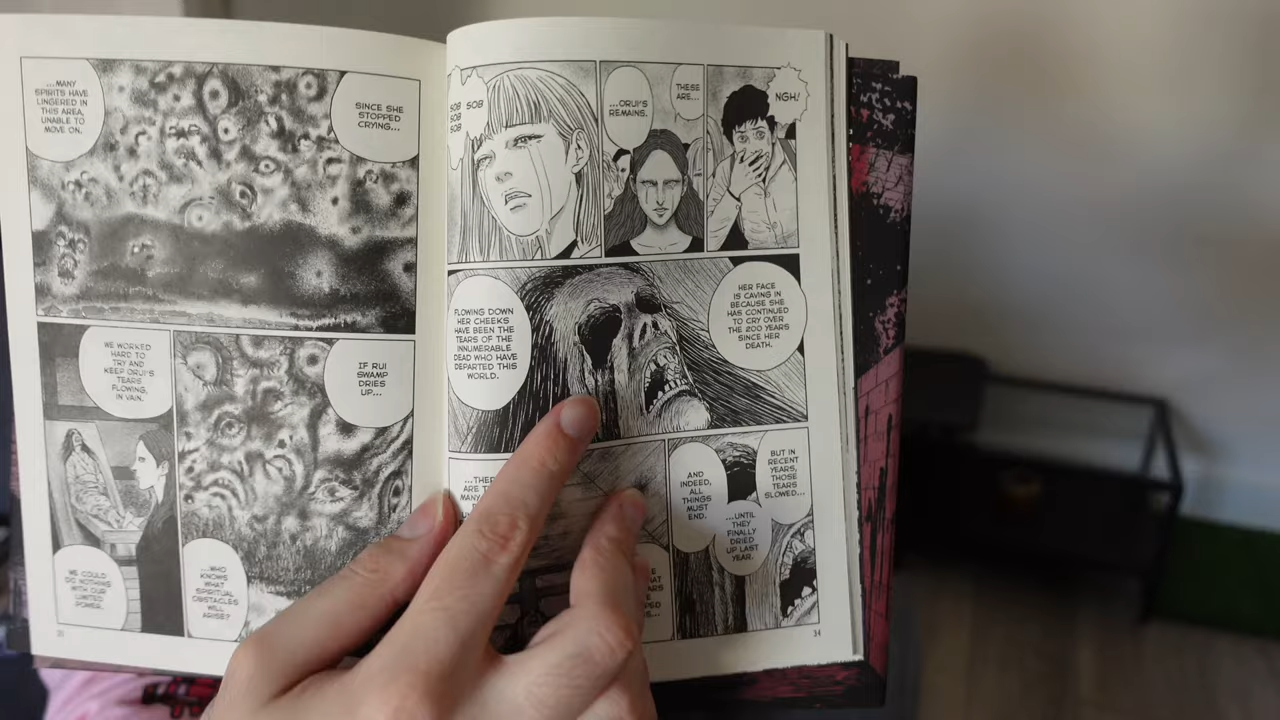 NGH!
THESE
ARE...
...ORUI'S
REMAINS.
SOB SOB
SOB
SOB
HER FACE
IS CAVING IN
BECAUSE SHE
HAS CONTINUED
TO CRY OVER
THE 200 YEARS
SINCE HER
DEATH.
FLOWING DOWN
HER CHEEKS
HAVE BEEN THE
TEARS OF THE
INNUMERABLE
DEAD WHO HAVE
DEPARTED THIS
WORLD.
BUT IN
RECENT
YEARS,
THOSE
TEARS
SLOWED...
...UNTIL
THEY
FINALLY
DRIED
UP LAST
YEAR.
AND
INDEED,
ALL
THINGS
MUST
END.
ARE
MANY
34
SINCE SHE
STOPPED
CRYING...
...MANY
SPIRITS HAVE
LINGERED IN
THIS AREA,
UNABLE TO
MOVE ON.
IF RUI
SWAMP
DRIES
UP...
...WHO
KNOWS
WHAT
SPIRITUAL
OBSTACLES
WILL
ARISE?
WE WORKED
HARD TO
TRY AND
KEEP ORUI'S
TEARS
FLOWING,
IN VAIN.
WE COULD
DO NOTHING
WITH OUR
LIMITED
POWER.